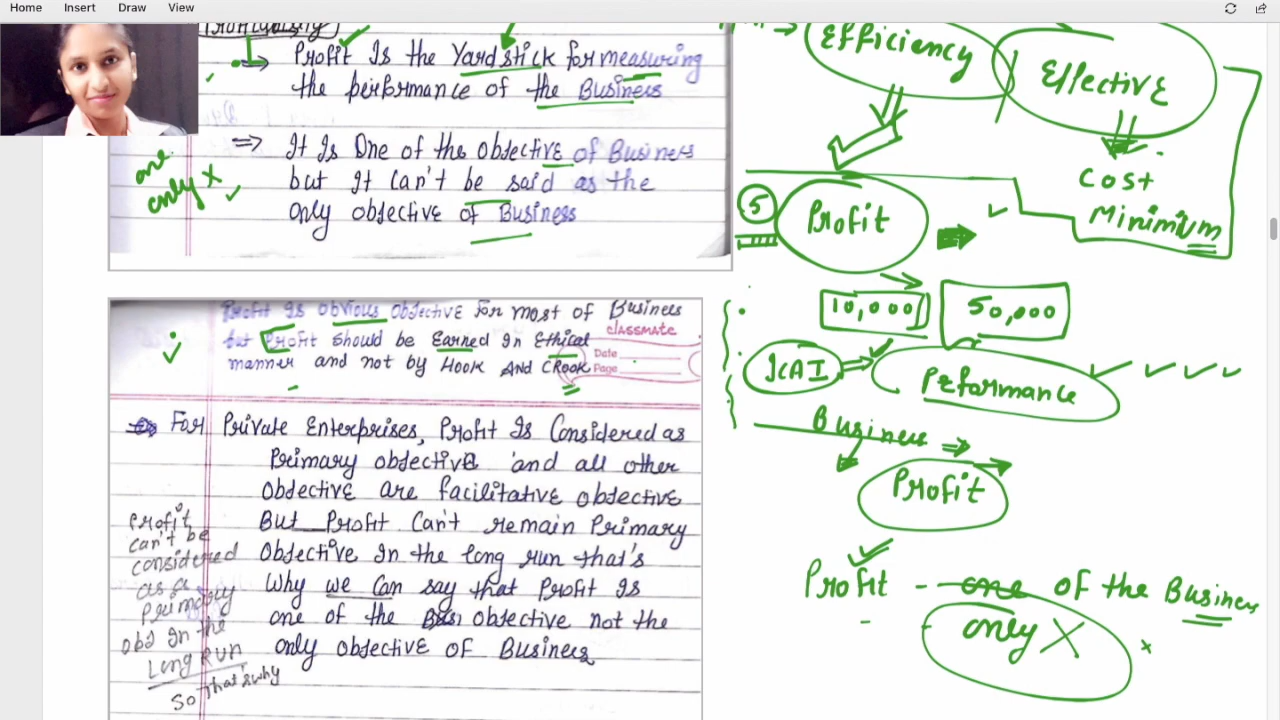 Home Insert Draw View
Profitability
⇒ Profit Is the Yardstick for measuring
the performance of the Business
⇒ It Is One of the objective of Business
but It Can't be said as the
only objective of Business
one
only X
Profit Is obvious objective For most of Business
but Profit should be Earned In Ethical
manner and not by HOOK AND CROOK
CLASSMATE
Date
Page
For Private Enterprises, Profit Is Considered as
Primary objective and all other
objective are facilitative objective
But Profit Can't remain Primary
objective In the long run that's
why we Can say that Profit Is
one of the objective not the
only objective of Business
Profit
can't be
considered
as a
primary
obj In the
Long Run
So that's why
Efficiency
Effective
Cost
Minimium
5
Profit
10,000
50,000
ICAI
Performance
Business
Profit
Profit - one of the Business
only X